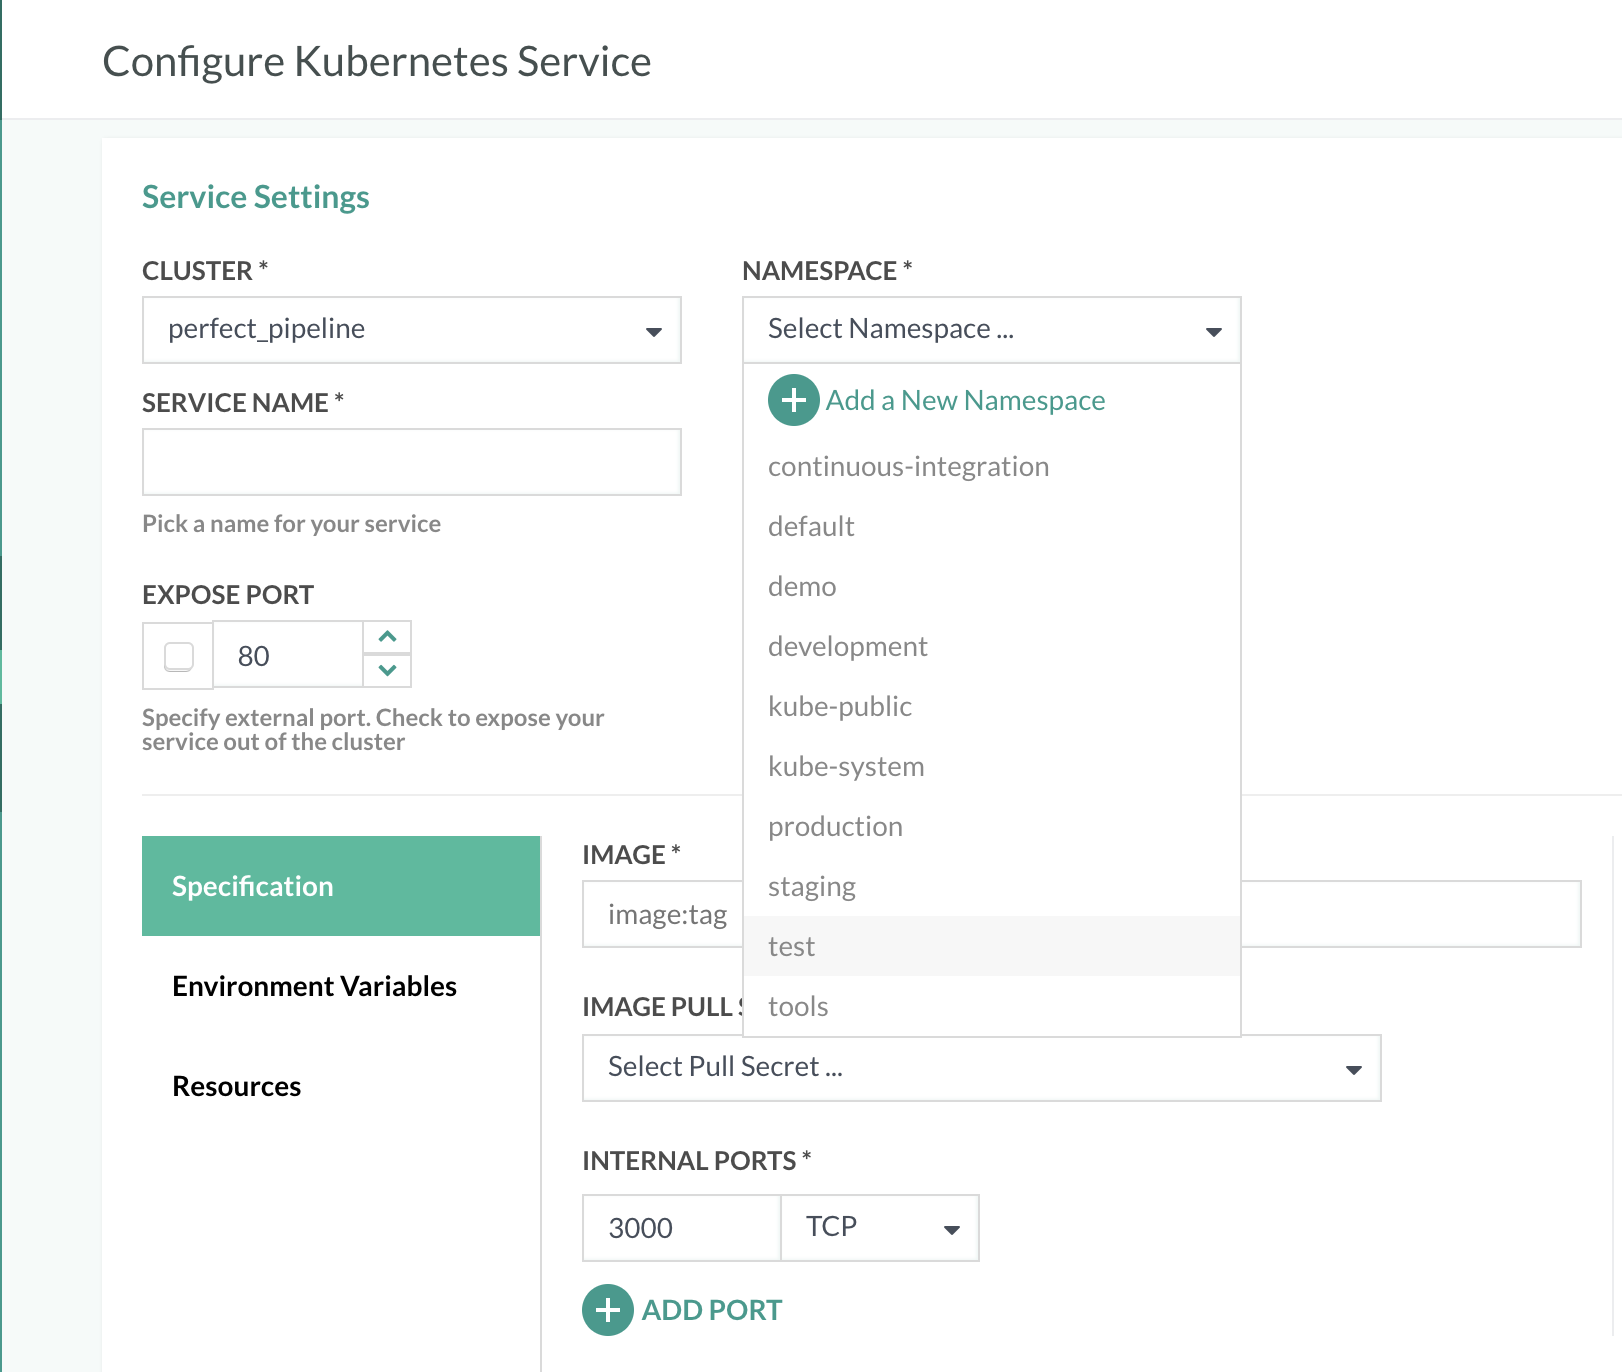 Configure Kubernetes Service
Service Settings
CLUSTER *
perfect_pipeline
SERVICE NAME *
Pick a name for your service
EXPOSE PORT
80
Specify external port. Check to expose your
service out of the cluster
NAMESPACE *
Select Namespace ...
Add a New Namespace
continuous-integration
default
demo
development
kube-public
kube-system
production
staging
test
tools
Specification
Environment Variables
Resources
IMAGE *
image:tag
IMAGE PULL
Select Pull Secret ...
INTERNAL PORTS *
3000
TCP
ADD PORT